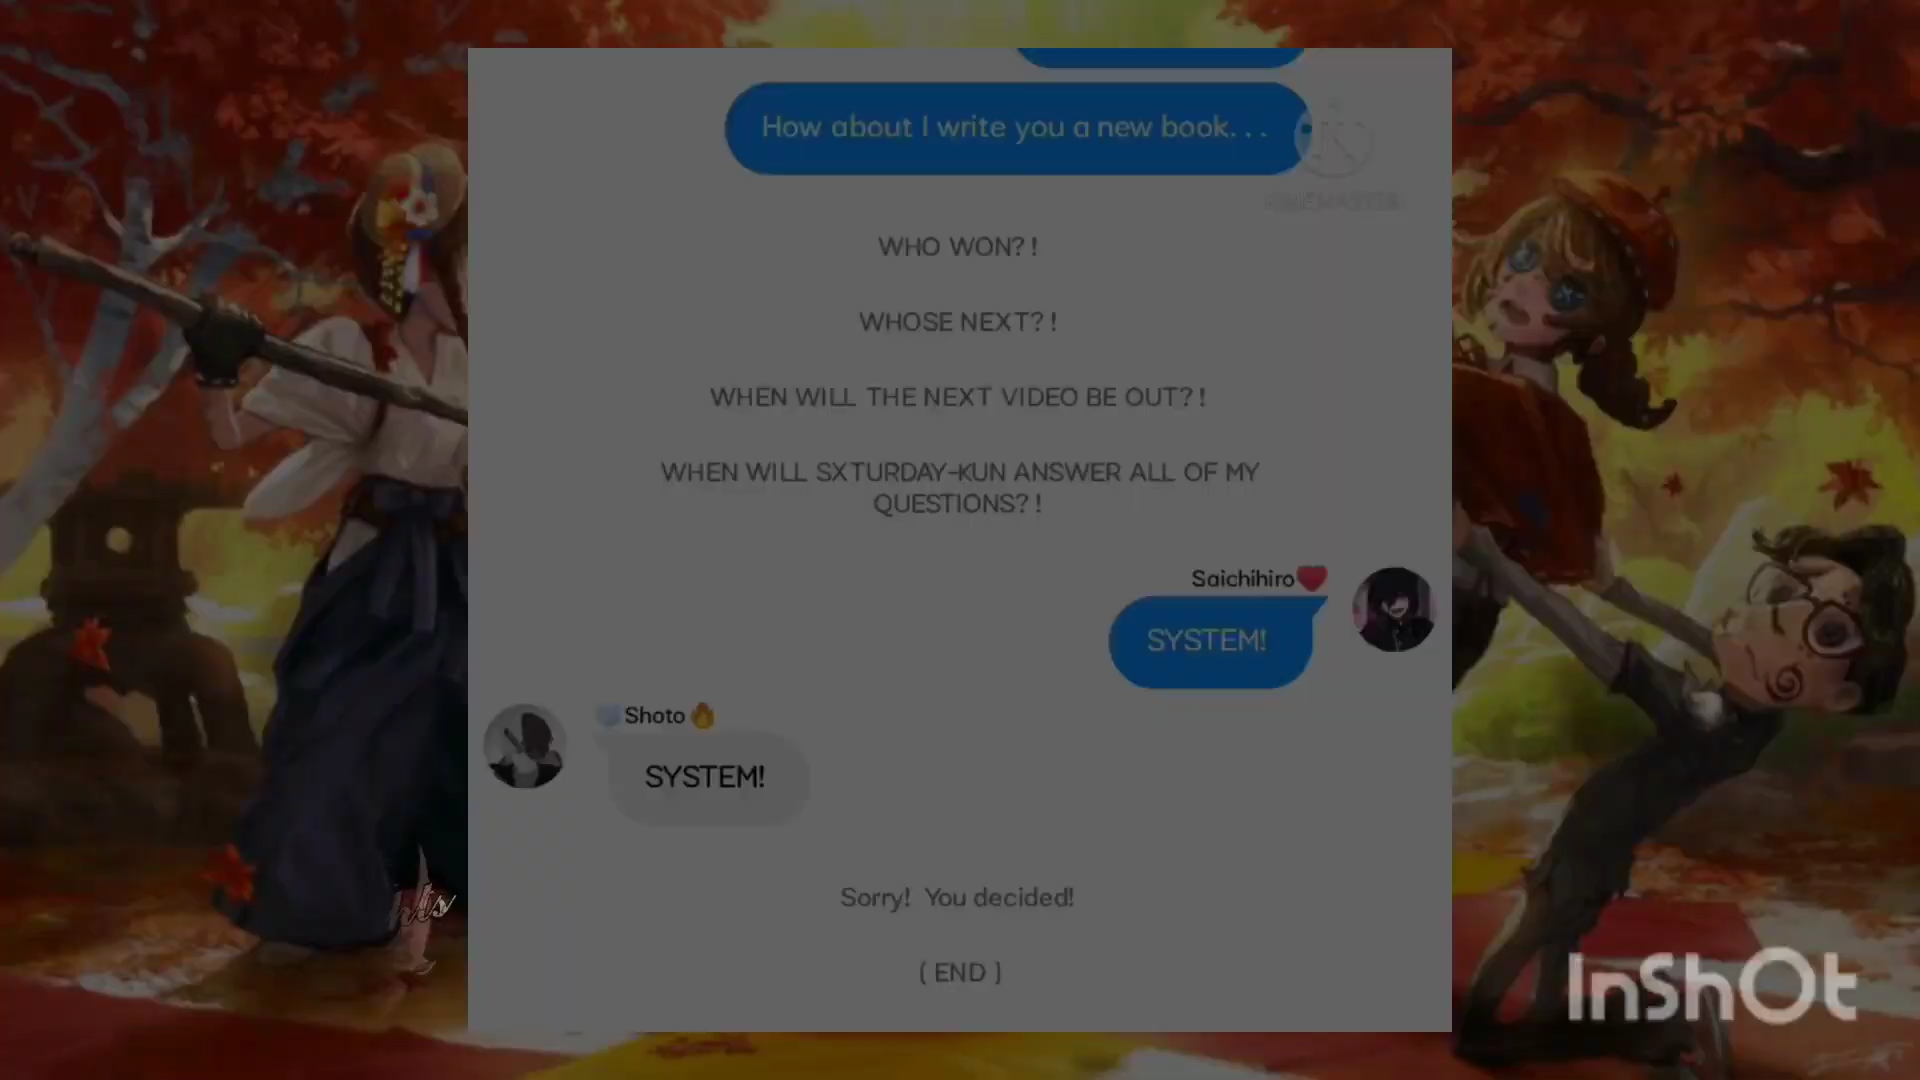 How about I write you a new book. . .
KINEMASTER
WHO WON?!
WHOSE NEXT?!
WHEN WILL THE NEXT VIDEO BE OUT?!
WHEN WILL SXTURDAY-KUN ANSWER ALL OF MY
QUESTIONS?!
Saichihiro
SYSTEM!
Shoto
SYSTEM!
Sorry! You decided!
( END )
InShOt